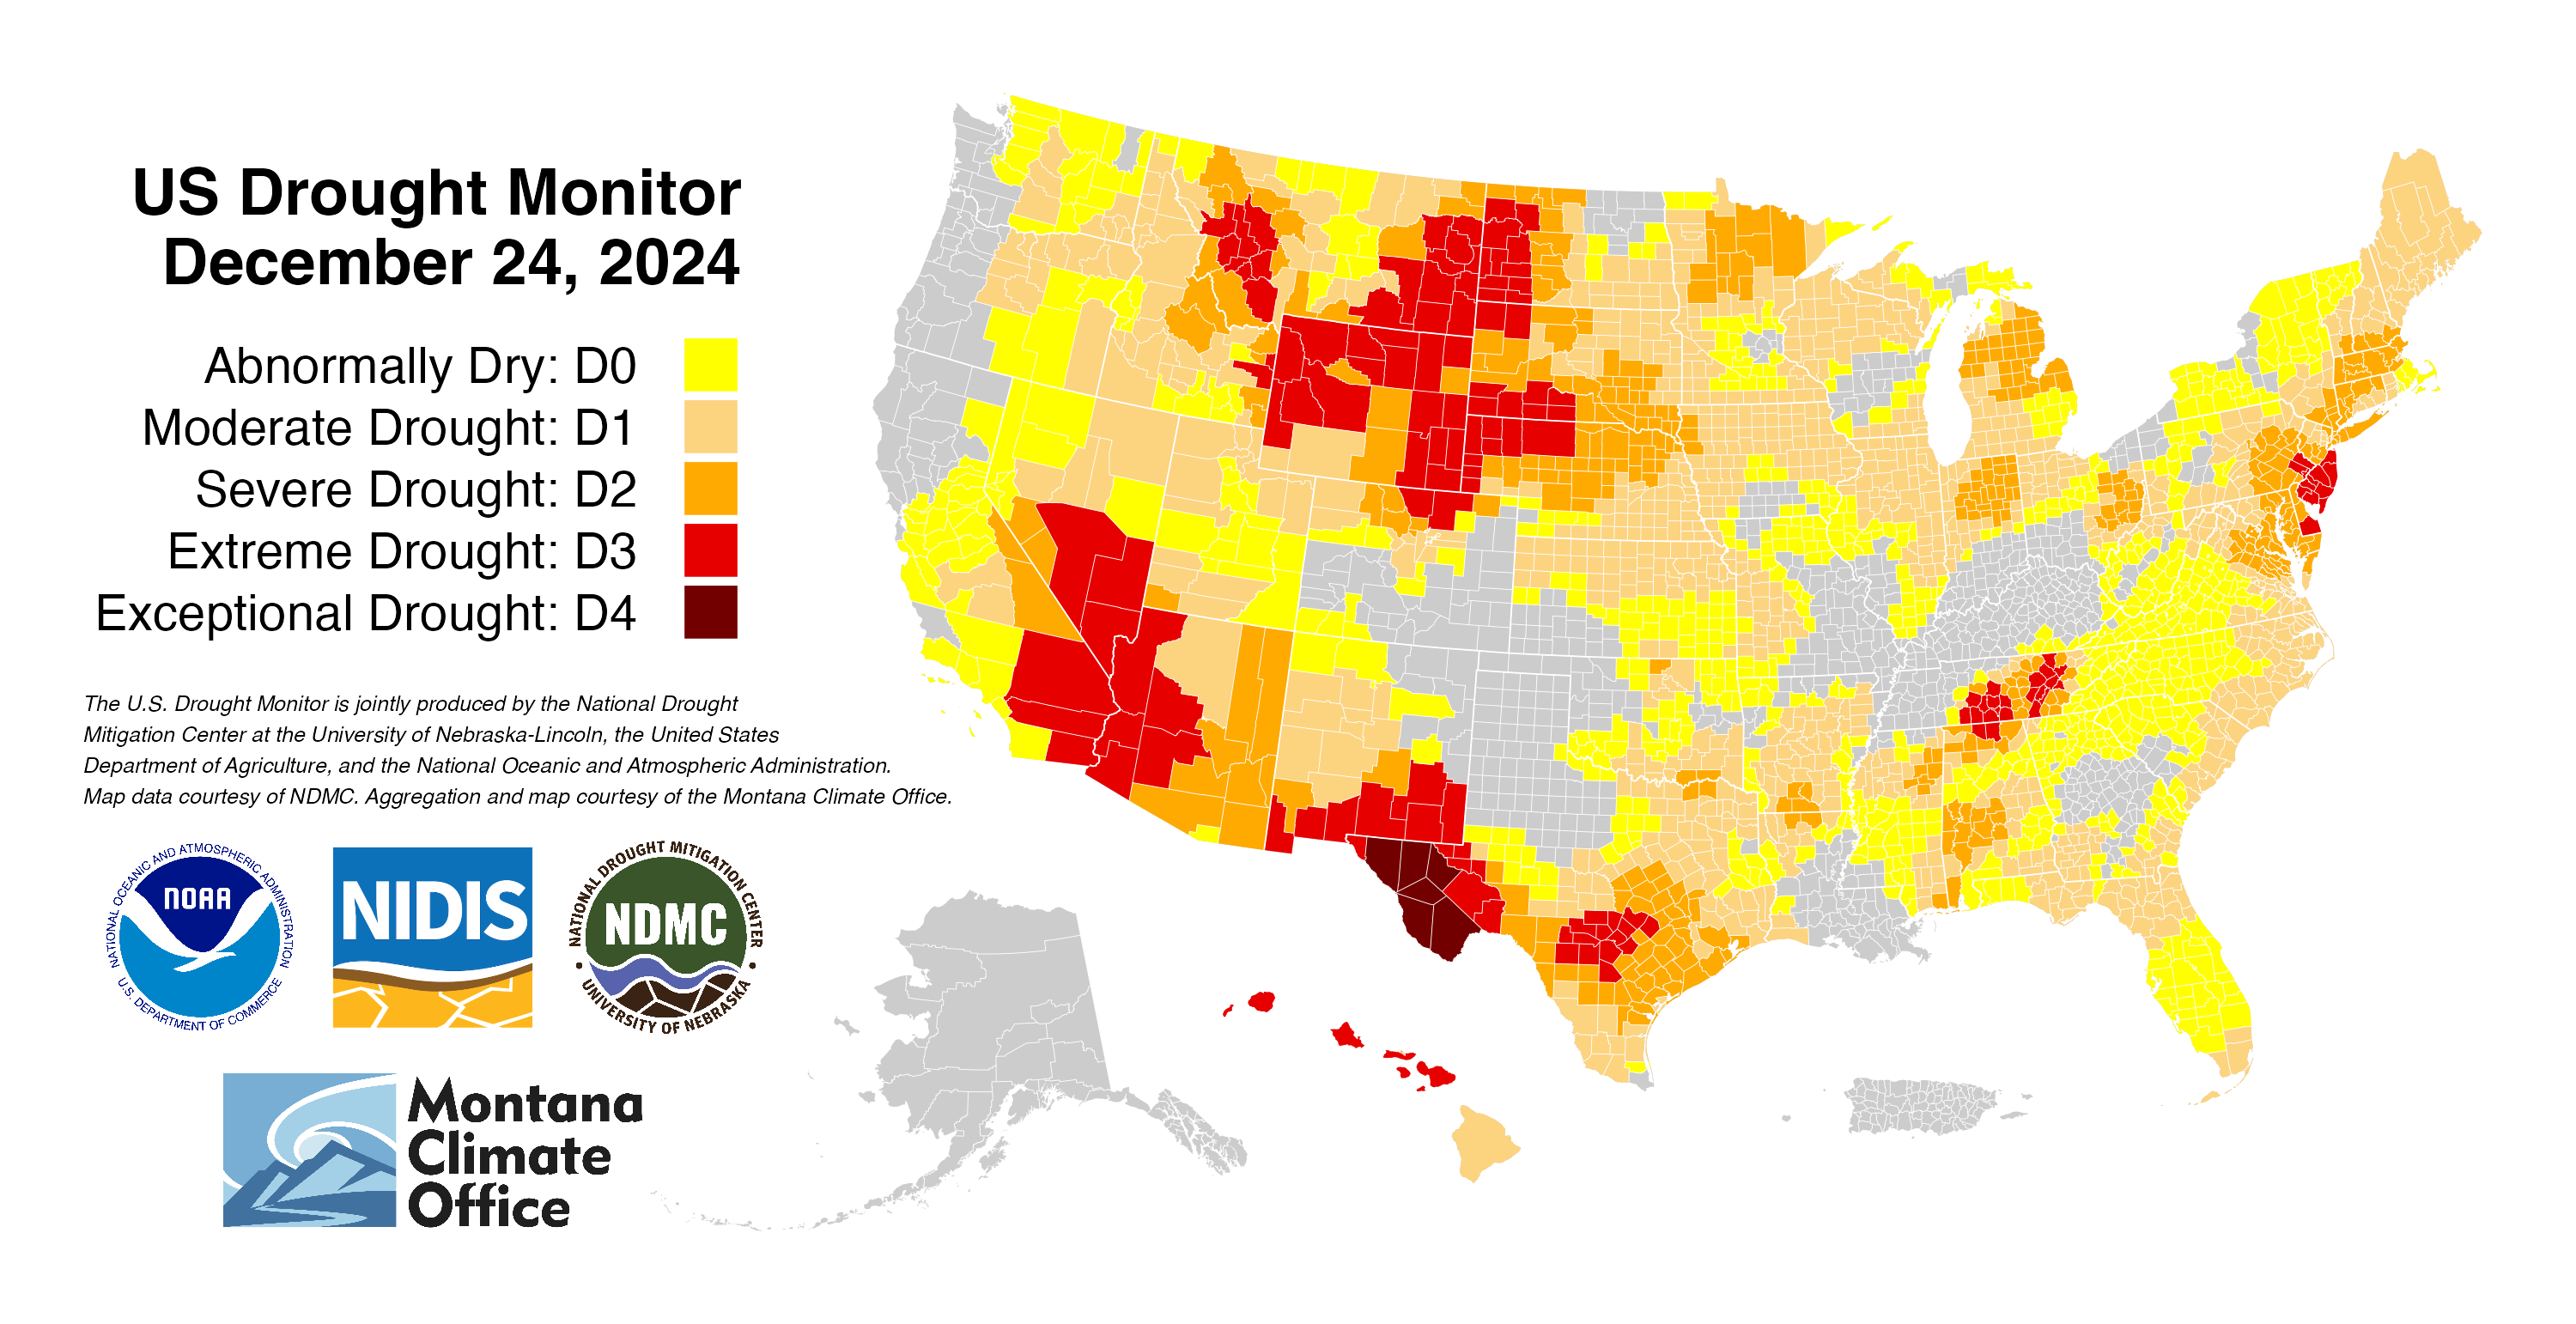 US Drought Monitor
December 24, 2024
Abnormally Dry: D0
Moderate Drought: D1
Severe Drought: D2
Extreme Drought: D3
Exceptional Drought: D4
The U.S. Drought Monitor is jointly produced by the National Drought
Mitigation Center at the University of Nebraska-Lincoln, the United States
Department of Agriculture, and the National Oceanic and Atmospheric Administration.
Map data courtesy of NDMC. Aggregation and map courtesy of the Montana Climate Office.
NATIONAL OCEANIC AND ATMOSPHERIC ADMINISTRATION
NOAA
U.S. DEPARTMENT OF COMMERCE
NIDIS
NATIONAL DROUGHT MITIGATION CENTER
NDMC
UNIVERSITY OF NEBRASKA
Montana
Climate
Office